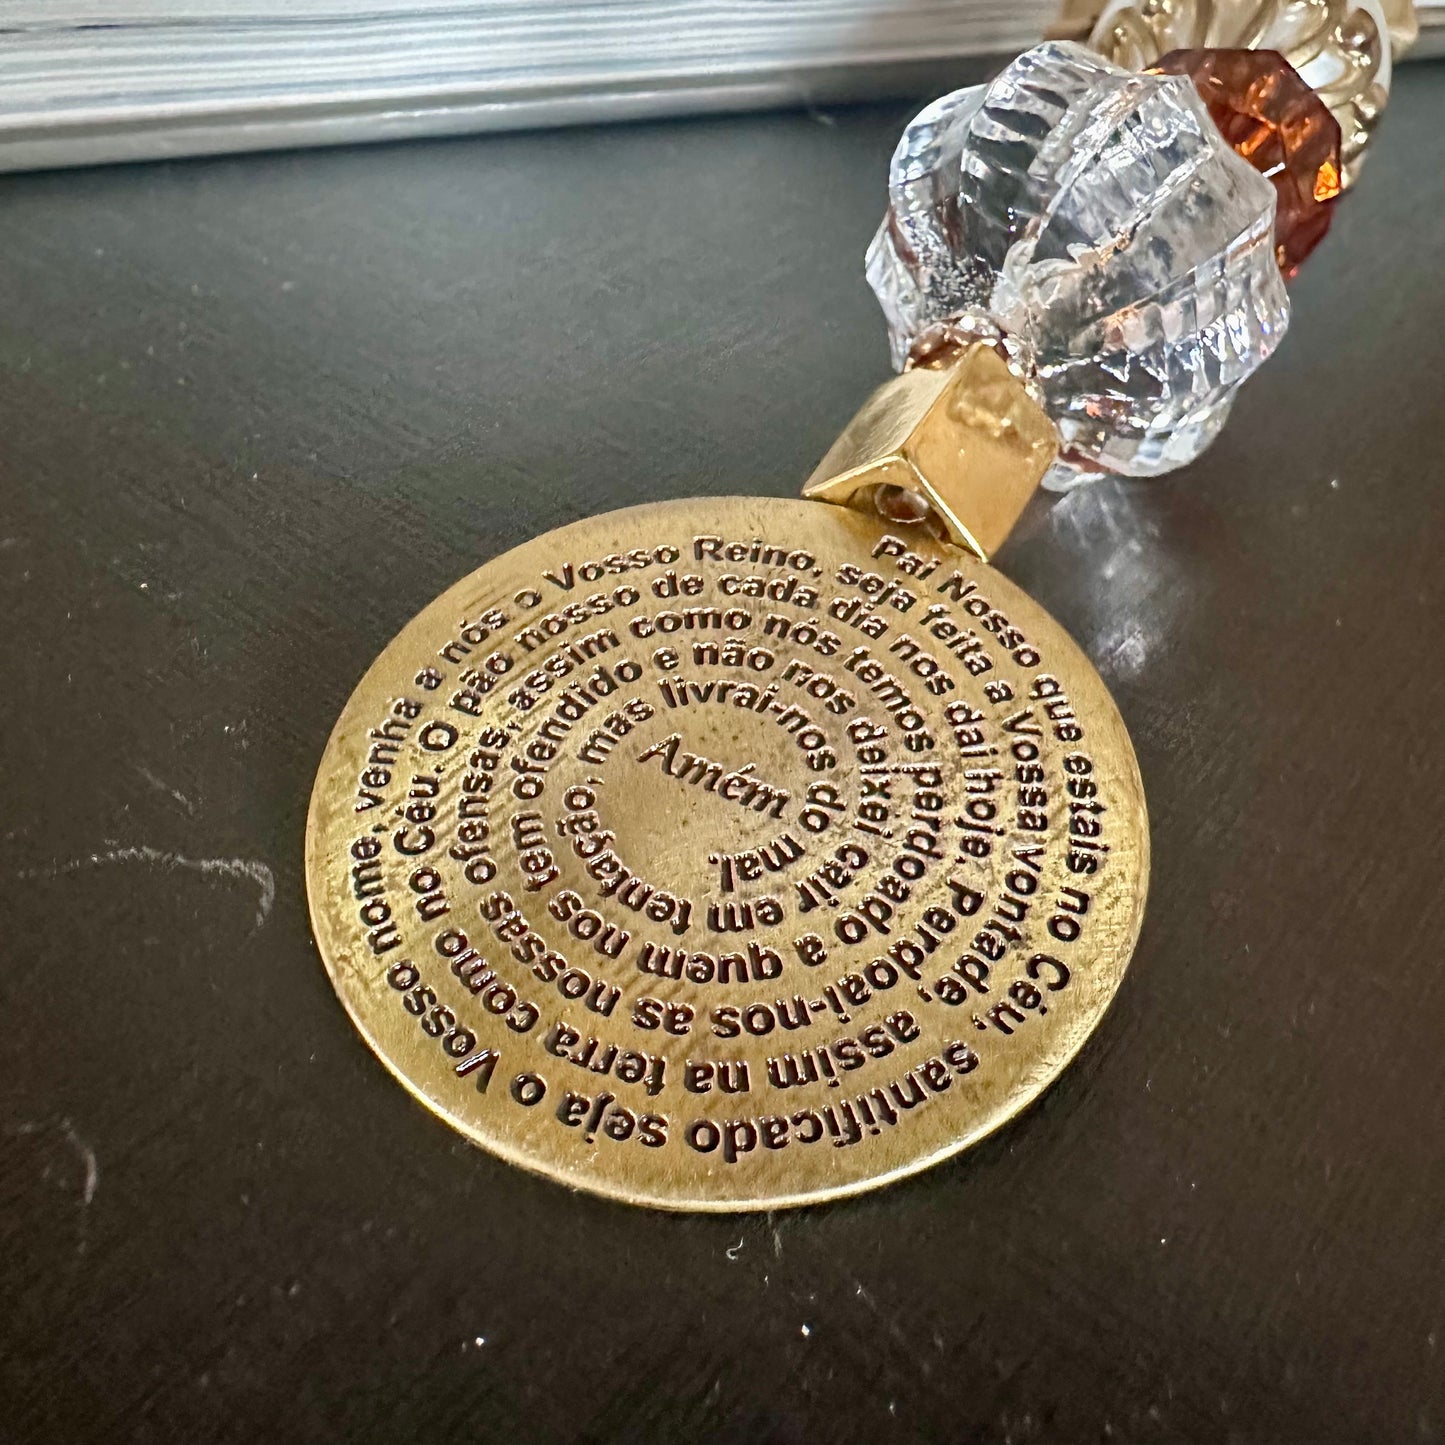 Pai Nosso que estais no Céu, santificado seja o Vosso nome, venha a nós o Vosso Reino, seja feita a Vossa vontade, assim na terra como no Céu. O pão nosso de cada dia nos dai hoje. Perdoai-nos as nossas ofensas, assim como nós temos perdoado a quem nos tem ofendido e não nos deixei cair em tentação, mas livrai-nos do mal.
Amém